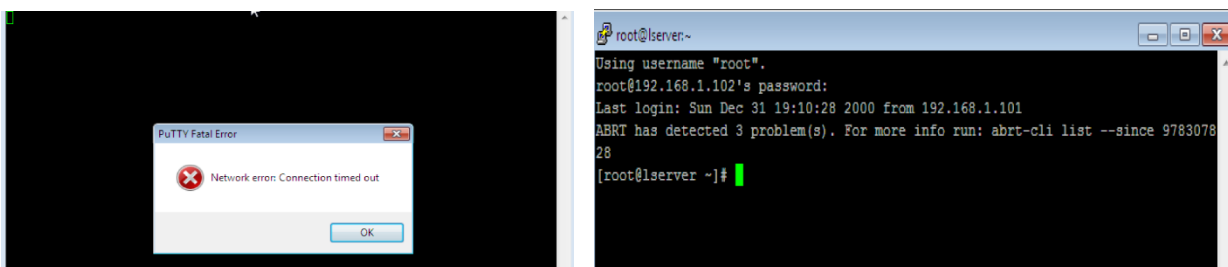 PuTTY Fatal Error
Network error: Connection timed out
OK
root@lserver:~
Using username "root".
root@192.168.1.102's password:
Last login: Sun Dec 31 19:10:28 2000 from 192.168.1.101
ABRT has detected 3 problem(s). For more info run: abrt-cli list --since 9783078
28
[root@lserver ~]#